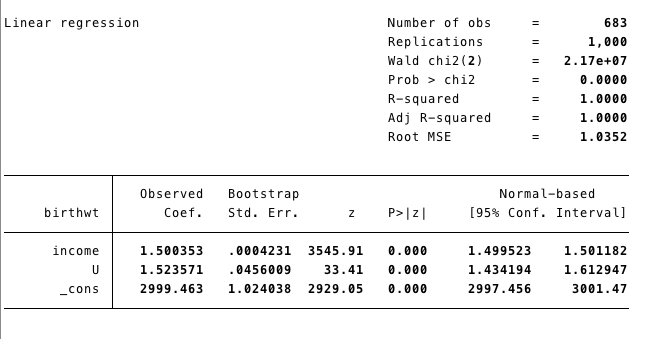 Linear regression Number of obs = 683
Replications = 1,000
Wald chi2(2) = 2.17e+07
Prob > chi2 = 0.0000
R-squared = 1.0000
Adj R-squared = 1.0000
Root MSE = 1.0352
Observed Bootstrap Normal-based
birthwt Coef. Std. Err. z P>|z| [95% Conf. Interval]
income 1.500353 .0004231 3545.91 0.000 1.499523 1.501182
U 1.523571 .0456009 33.41 0.000 1.434194 1.612947
_cons 2999.463 1.024038 2929.05 0.000 2997.456 3001.47